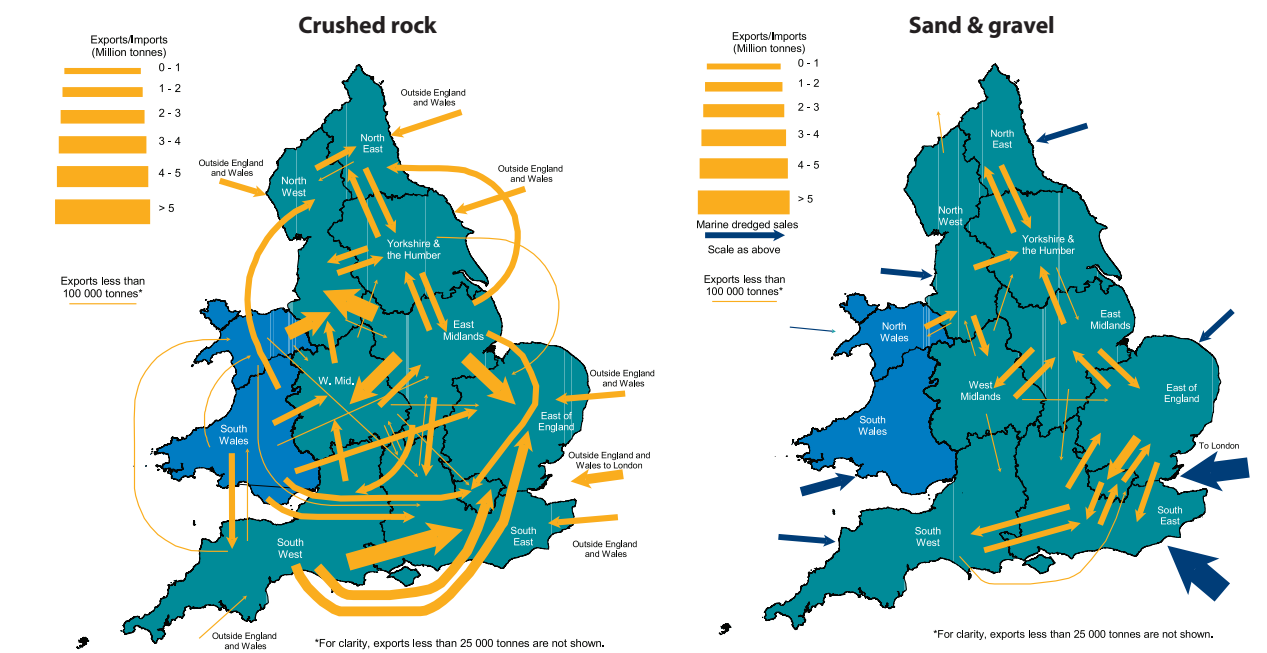 Crushed rock
Exports/Imports
(Million tonnes)
0 - 1
1 - 2
2 - 3
3 - 4
4 - 5
> 5
Exports less than
100 000 tonnes*
Outside England
and Wales
Outside England
and Wales
Outside England
and Wales
North
East
North
West
Yorkshire &
the Humber
East
Midlands
W. Mid.
Outside England
and Wales
East of
England
South
Wales
Outside England and
Wales to London
South
East
South
West
Outside England
and Wales
Outside England
and Wales
*For clarity, exports less than 25 000 tonnes are not shown.
Sand & gravel
Exports/Imports
(Million tonnes)
0 - 1
1 - 2
2 - 3
3 - 4
4 - 5
> 5
Marine dredged sales
Scale as above
Exports less than
100 000 tonnes*
North
East
North
West
Yorkshire &
the Humber
East
Midlands
North
Wales
West
Midlands
East of
England
South
Wales
To London
South
East
South
West
*For clarity, exports less than 25 000 tonnes are not shown.